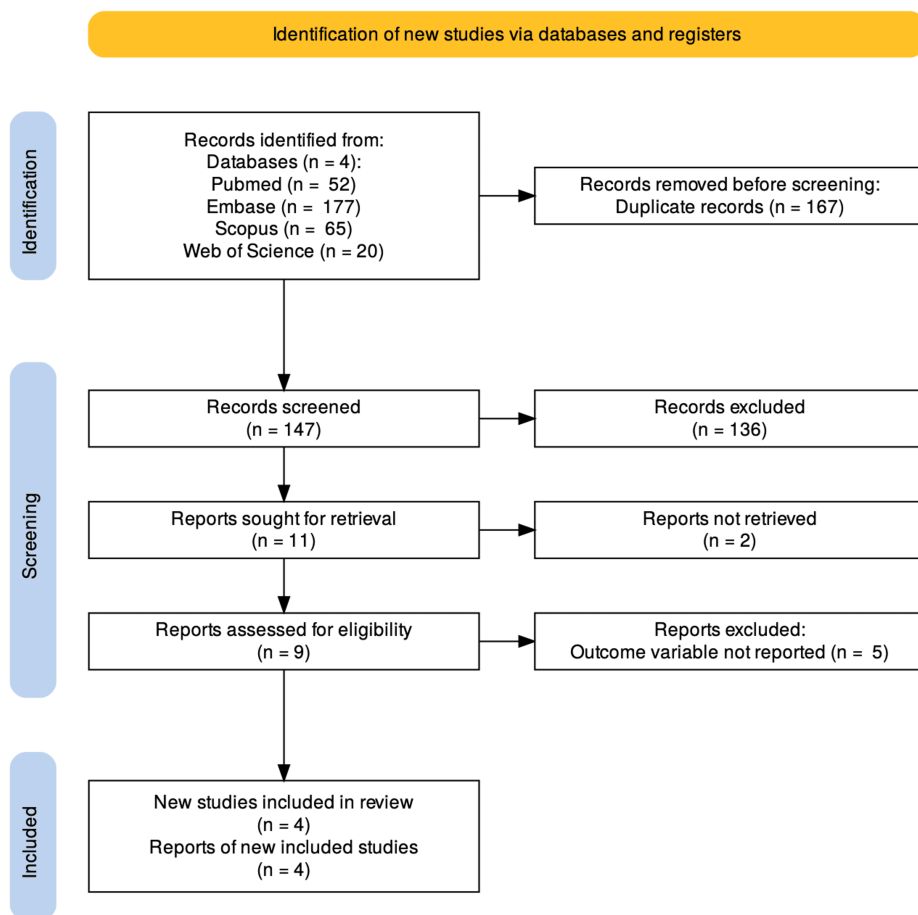 Identification of new studies via databases and registers
Identification
Records identified from:
Databases (n = 4):
Pubmed (n = 52)
Embase (n = 177)
Scopus (n = 65)
Web of Science (n = 20)
Records removed before screening:
Duplicate records (n = 167)
Screening
Records screened
(n = 147)
Records excluded
(n = 136)
Reports sought for retrieval
(n = 11)
Reports not retrieved
(n = 2)
Reports assessed for eligibility
(n = 9)
Reports excluded:
Outcome variable not reported (n = 5)
Included
New studies included in review
(n = 4)
Reports of new included studies
(n = 4)